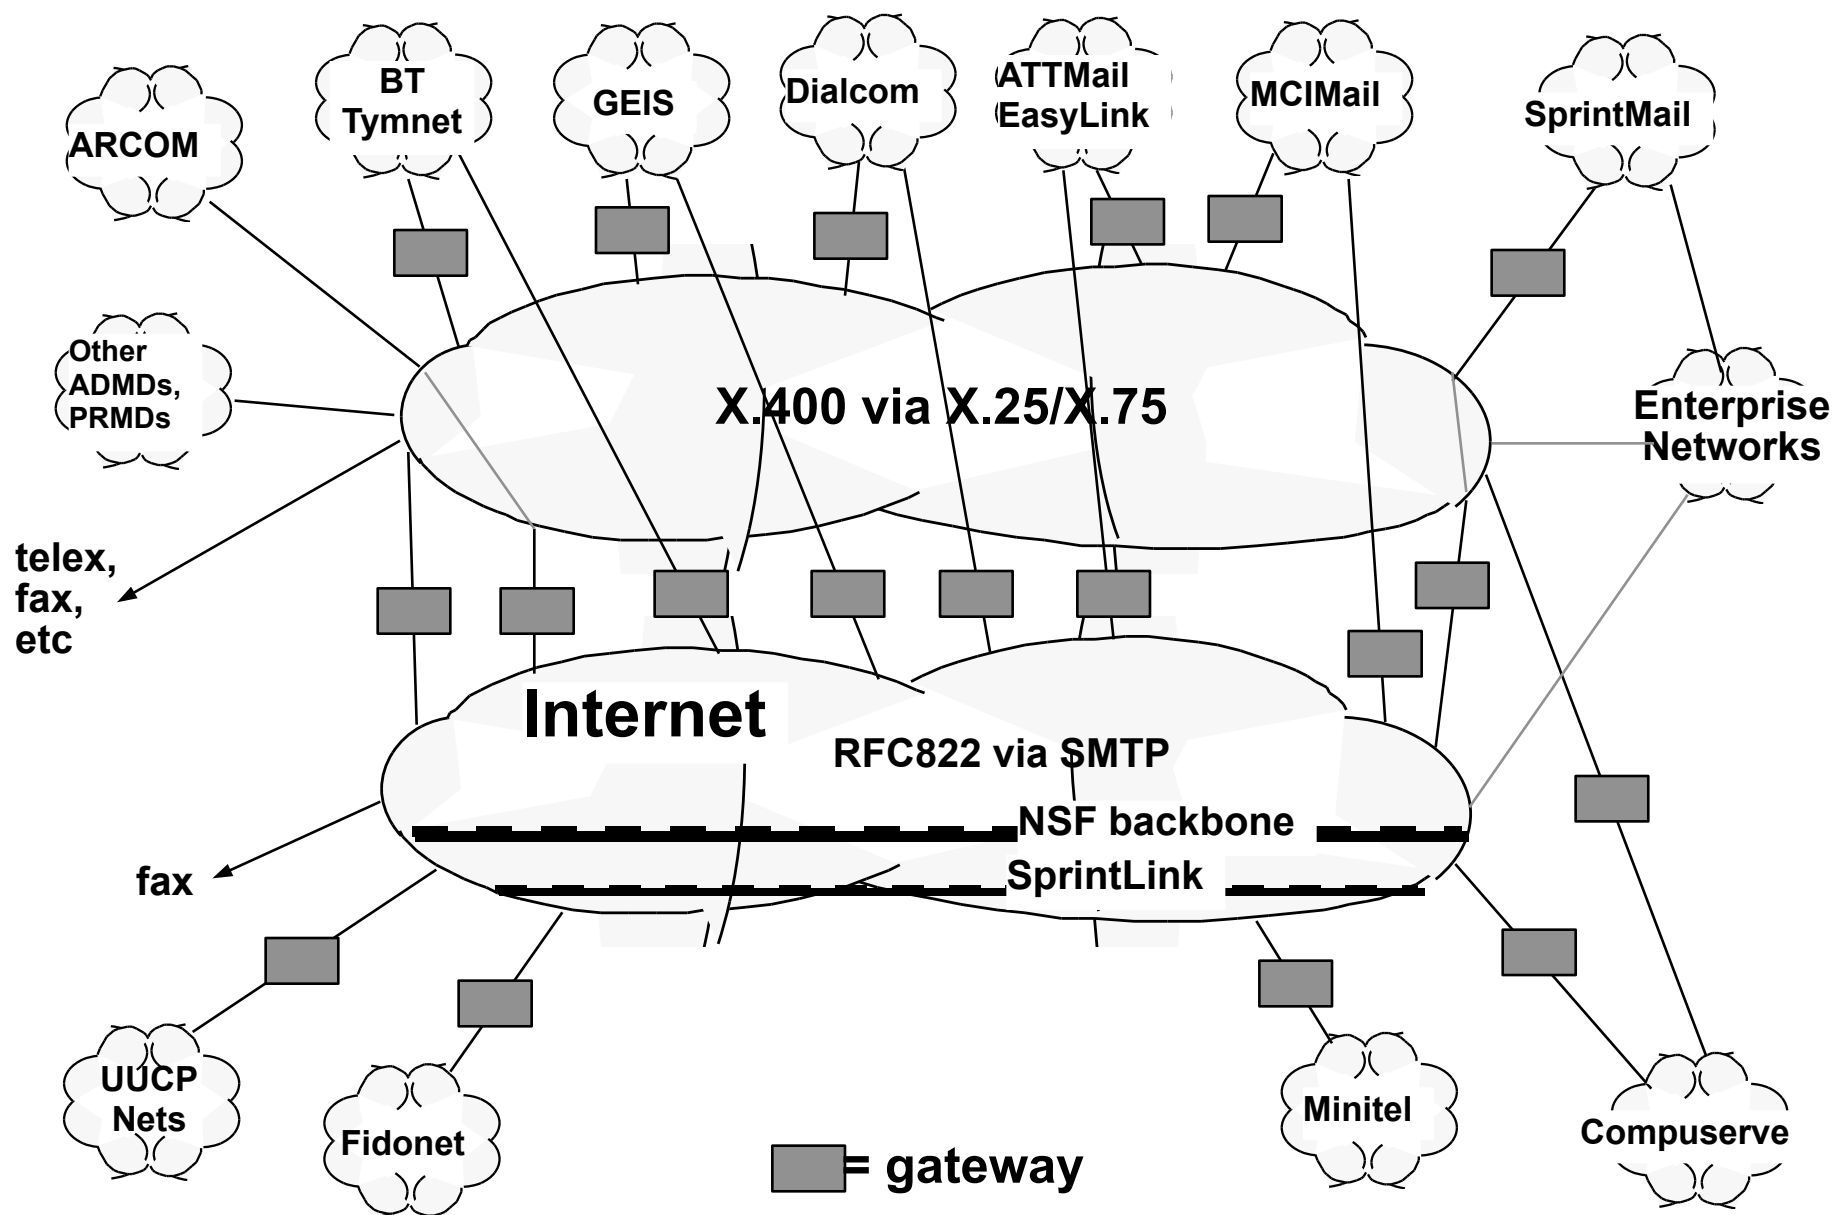 BT
Tymnet
GEIS
Dialcom
ATTMail
EasyLink
MCIMail
SprintMail
ARCOM
Other
ADMDs,
PRMDs
X.400 via X.25/X.75
Enterprise
Networks
telex,
fax,
etc
Internet
RFC822 via SMTP
NSF backbone
SprintLink
fax
UUCP
Nets
Fidonet
Minitel
Compuserve
= gateway